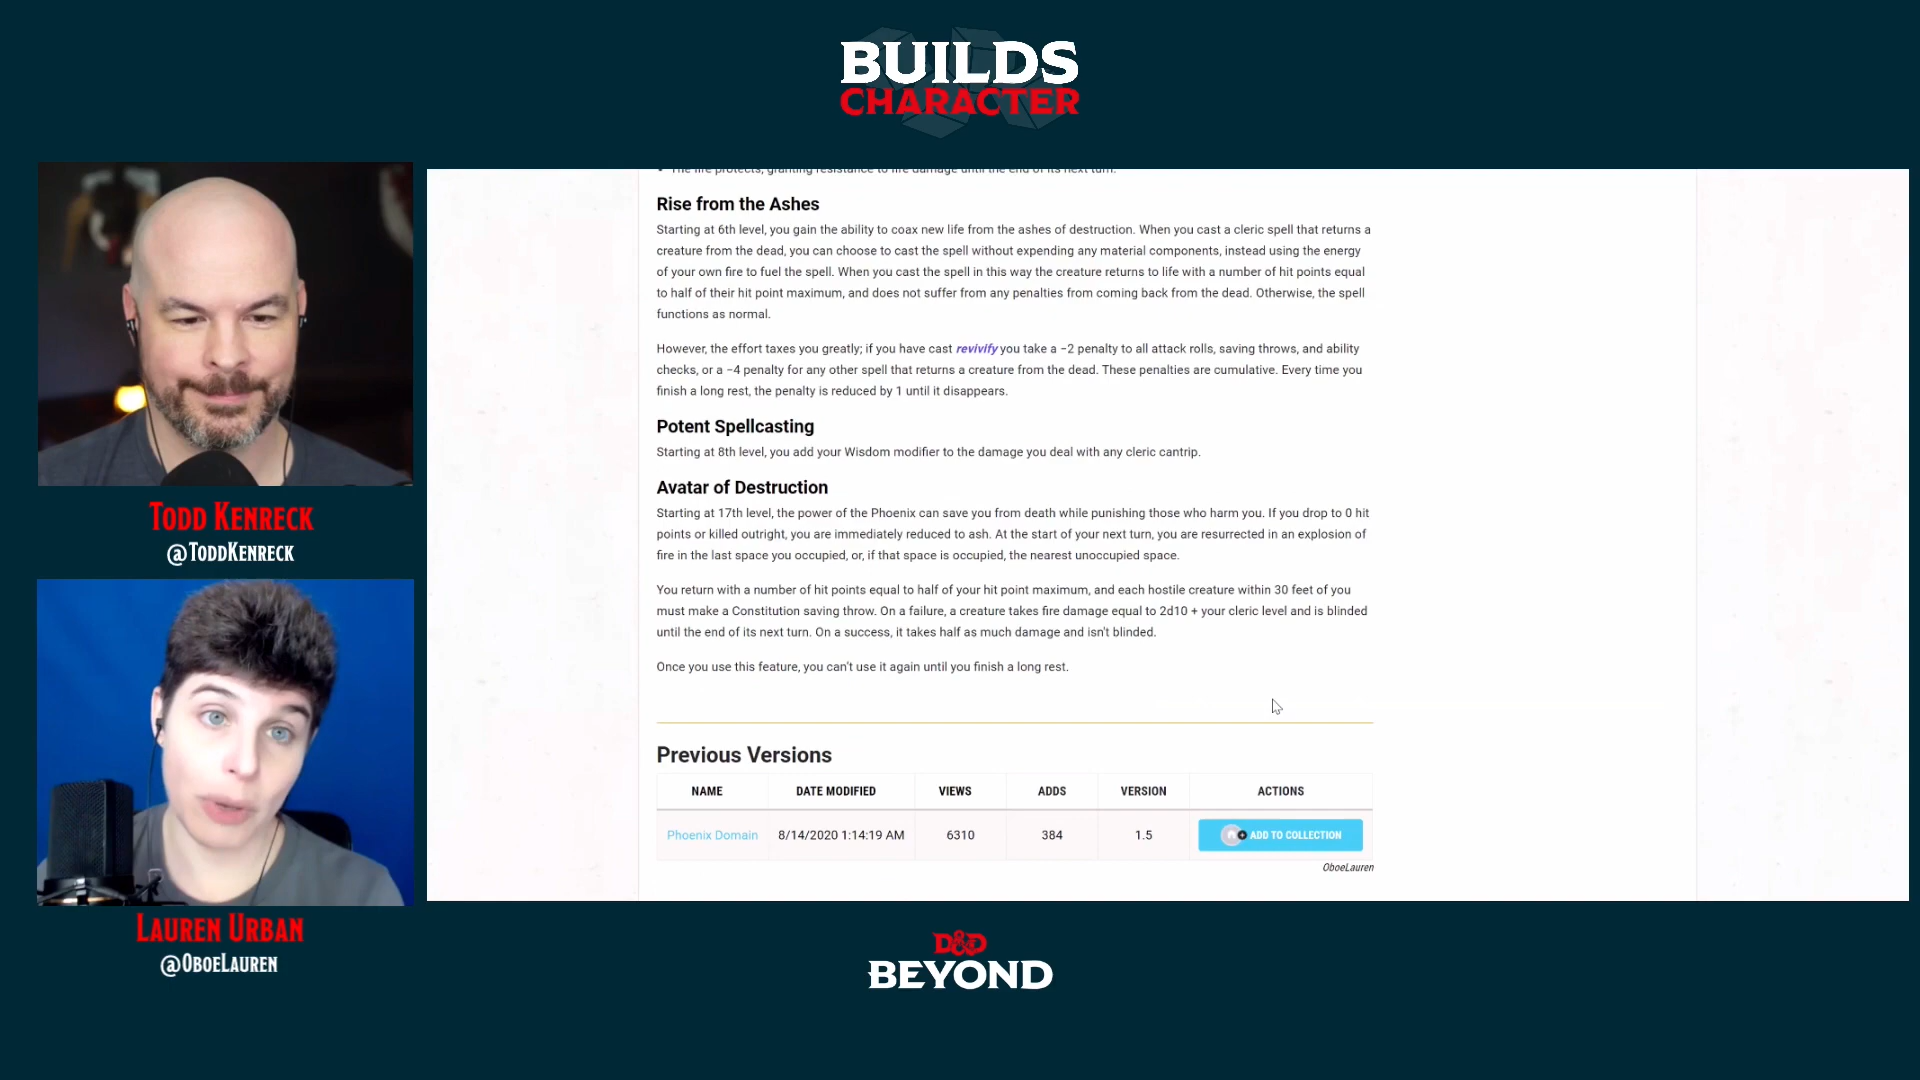 BUILDS
CHARACTER
The fire protects, granting resistance to fire damage until the end of its next turn.
Rise from the Ashes
Starting at 6th level, you gain the ability to coax new life from the ashes of destruction. When you cast a cleric spell that returns a
creature from the dead, you can choose to cast the spell without expending any material components, instead using the energy
of your own fire to fuel the spell. When you cast the spell in this way the creature returns to life with a number of hit points equal
to half of their hit point maximum, and does not suffer from any penalties from coming back from the dead. Otherwise, the spell
functions as normal.
However, the effort taxes you greatly; if you have cast revivify you take a −2 penalty to all attack rolls, saving throws, and ability
checks, or a −4 penalty for any other spell that returns a creature from the dead. These penalties are cumulative. Every time you
finish a long rest, the penalty is reduced by 1 until it disappears.
Potent Spellcasting
Starting at 8th level, you add your Wisdom modifier to the damage you deal with any cleric cantrip.
Avatar of Destruction
Starting at 17th level, the power of the Phoenix can save you from death while punishing those who harm you. If you drop to 0 hit
points or killed outright, you are immediately reduced to ash. At the start of your next turn, you are resurrected in an explosion of
fire in the last space you occupied, or, if that space is occupied, the nearest unoccupied space.
You return with a number of hit points equal to half of your hit point maximum, and each hostile creature within 30 feet of you
must make a Constitution saving throw. On a failure, a creature takes fire damage equal to 2d10 + your cleric level and is blinded
until the end of its next turn. On a success, it takes half as much damage and isn't blinded.
Once you use this feature, you can't use it again until you finish a long rest.
Previous Versions
NAME DATE MODIFIED VIEWS ADDS VERSION ACTIONS
Phoenix Domain 8/14/2020 1:14:19 AM 6310 384 1.5 ADD TO COLLECTION
OboeLauren
TODD KENRECK
@TODDKENRECK
LAUREN URBAN
@OBOELAUREN
D&D
BEYOND